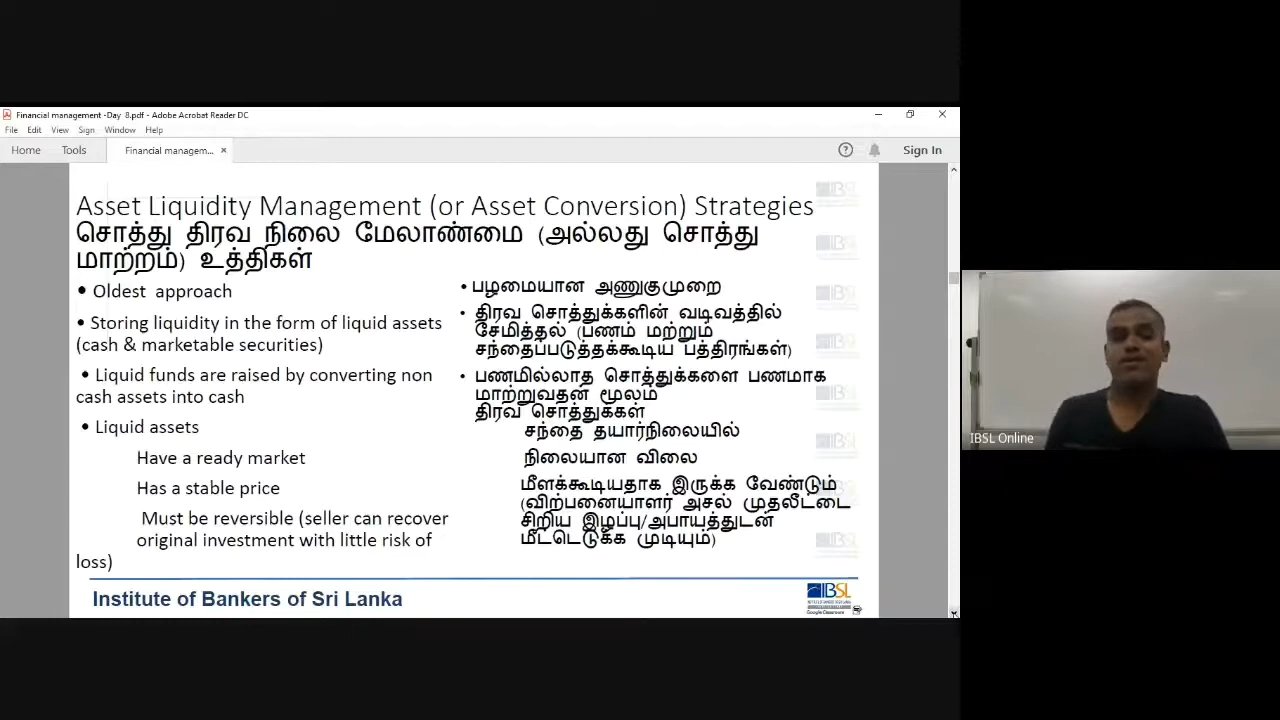 Financial management -Day 8.pdf - Adobe Acrobat Reader DC
File Edit View Sign Window Help
Home Tools Financial managem... × Sign In
Asset Liquidity Management (or Asset Conversion) Strategies
சொத்து திரவ நிலை மேலாண்மை (அல்லது சொத்து
மாற்றம்) உத்திகள்
• Oldest approach
• Storing liquidity in the form of liquid assets
(cash & marketable securities)
• Liquid funds are raised by converting non
cash assets into cash
• Liquid assets
Have a ready market
Has a stable price
Must be reversible (seller can recover
original investment with little risk of
loss)
• பழமையான அணுகுமுறை
• திரவ சொத்துக்களின் வடிவத்தில்
சேமித்தல் (பணம் மற்றும்
சந்தைப்படுத்தக்கூடிய பத்திரங்கள்)
• பணமில்லாத சொத்துக்களை பணமாக
மாற்றுவதன் மூலம்
திரவ சொத்துக்கள்
சந்தை தயார்நிலையில்
நிலையான விலை
மீளக்கூடியதாக இருக்க வேண்டும்
(விற்பனையாளர் அசல் முதலீட்டை
சிறிய இழப்பு/அபாயத்துடன்
மீட்டெடுக்க (முடியும்)
Institute of Bankers of Sri Lanka
IBSL
Google Classroom
IBSL Online